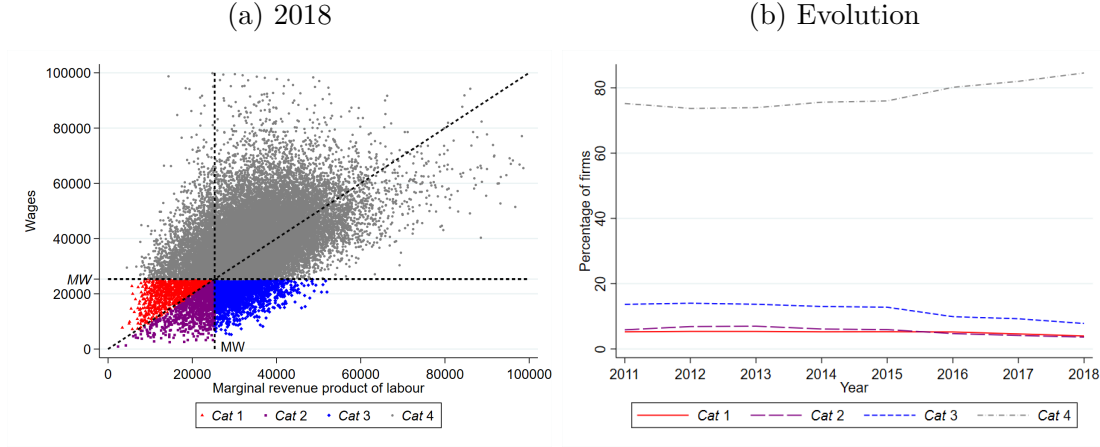 (a) 2018
100000
80000
60000
40000
MW
20000
0
Wages
MW
0 20000 40000 60000 80000 100000
Marginal revenue product of labour
Cat 1 Cat 2 Cat 3 Cat 4
(b) Evolution
80
60
40
20
0
Percentage of firms
2011 2012 2013 2014 2015 2016 2017 2018
Year
Cat 1 Cat 2 Cat 3 Cat 4